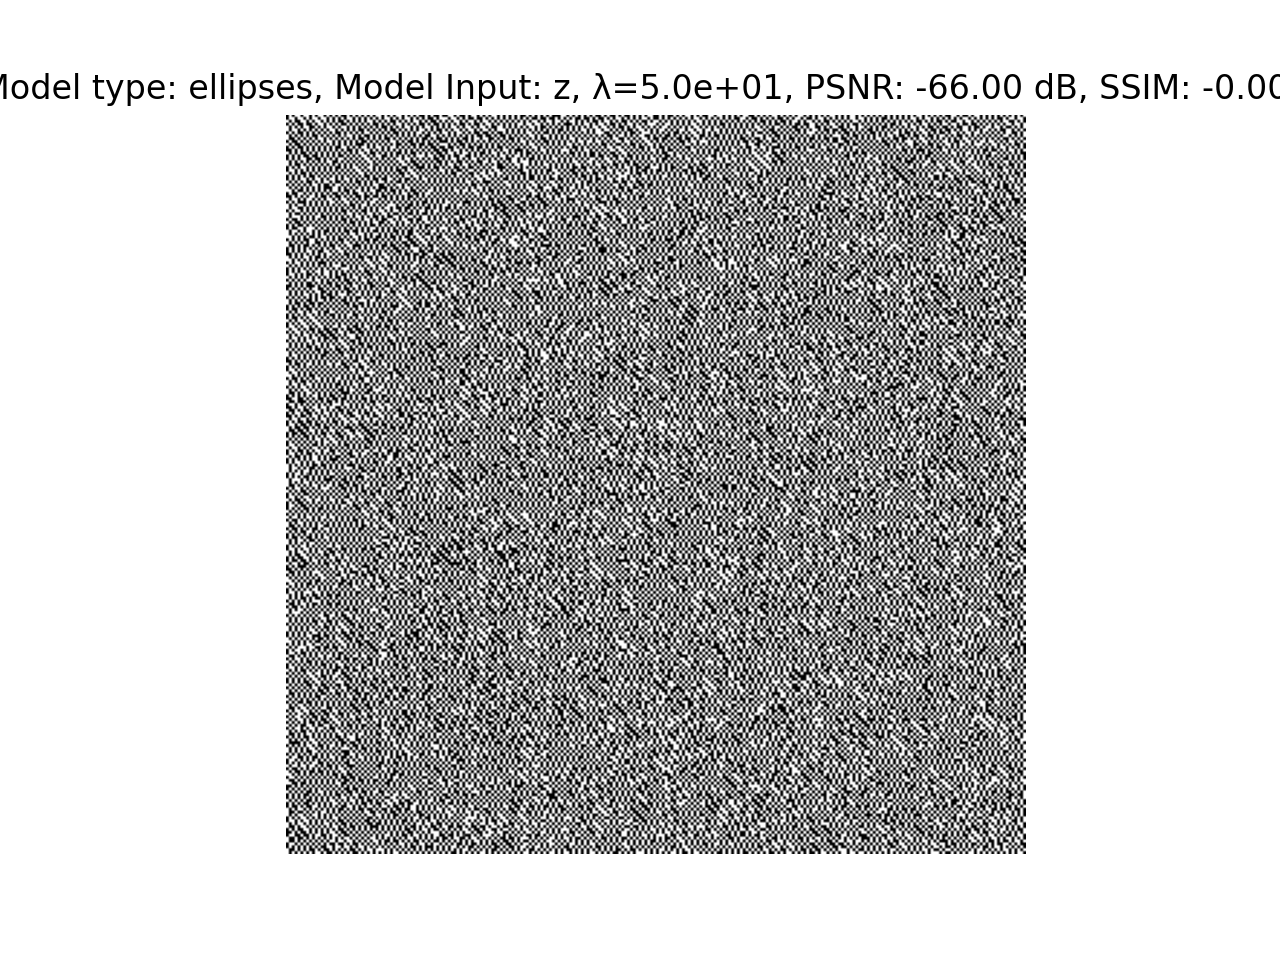 Model type: ellipses, Model Input: z, λ=5.0e+01, PSNR: -66.00 dB, SSIM: -0.00